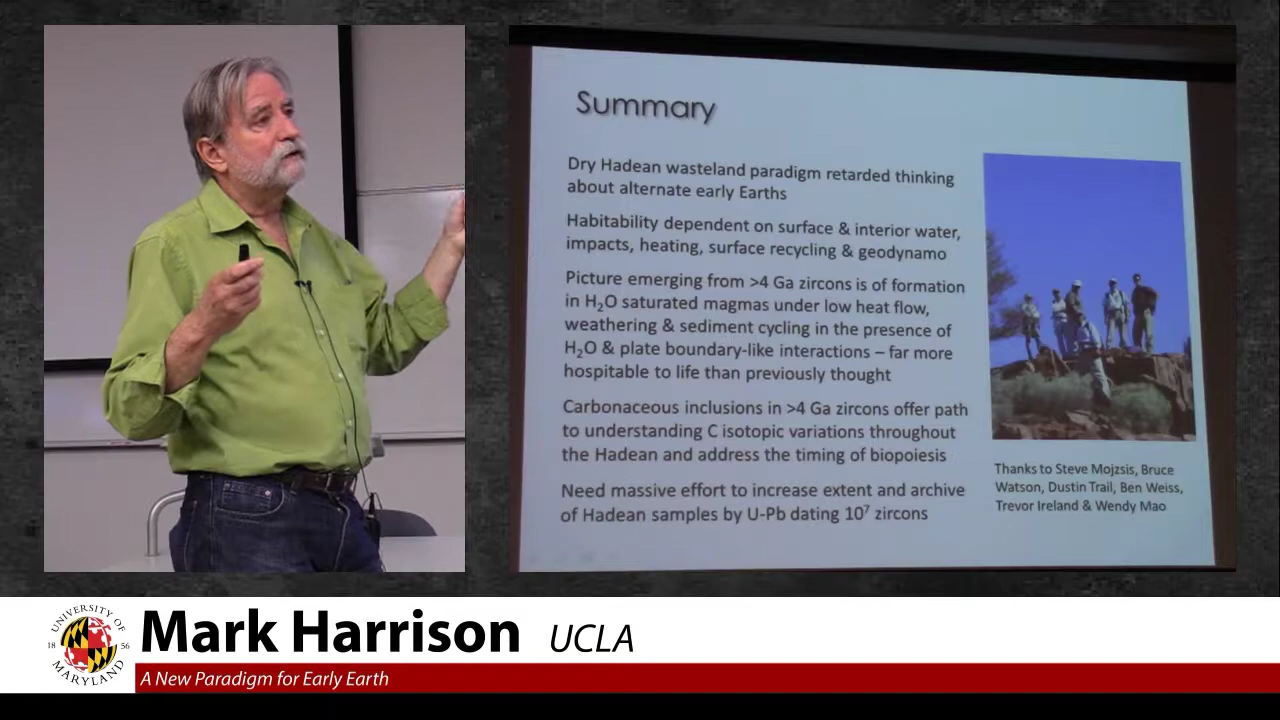 Summary
Dry Hadean wasteland paradigm retarded thinking
about alternate early Earths
Habitability dependent on surface & interior water,
impacts, heating, surface recycling & geodynamo
Picture emerging from >4 Ga zircons is of formation
in H₂O saturated magmas under low heat flow,
weathering & sediment cycling in the presence of
H₂O & plate boundary-like interactions – far more
hospitable to life than previously thought
Carbonaceous inclusions in >4 Ga zircons offer path
to understanding C isotopic variations throughout
the Hadean and address the timing of biopoiesis
Need massive effort to increase extent and archive
of Hadean samples by U-Pb dating 10⁷ zircons
Thanks to Steve Mojzsis, Bruce
Watson, Dustin Trail, Ben Weiss,
Trevor Ireland & Wendy Mao
UNIVERSITY OF
18 56
MARYLAND
Mark Harrison UCLA
A New Paradigm for Early Earth